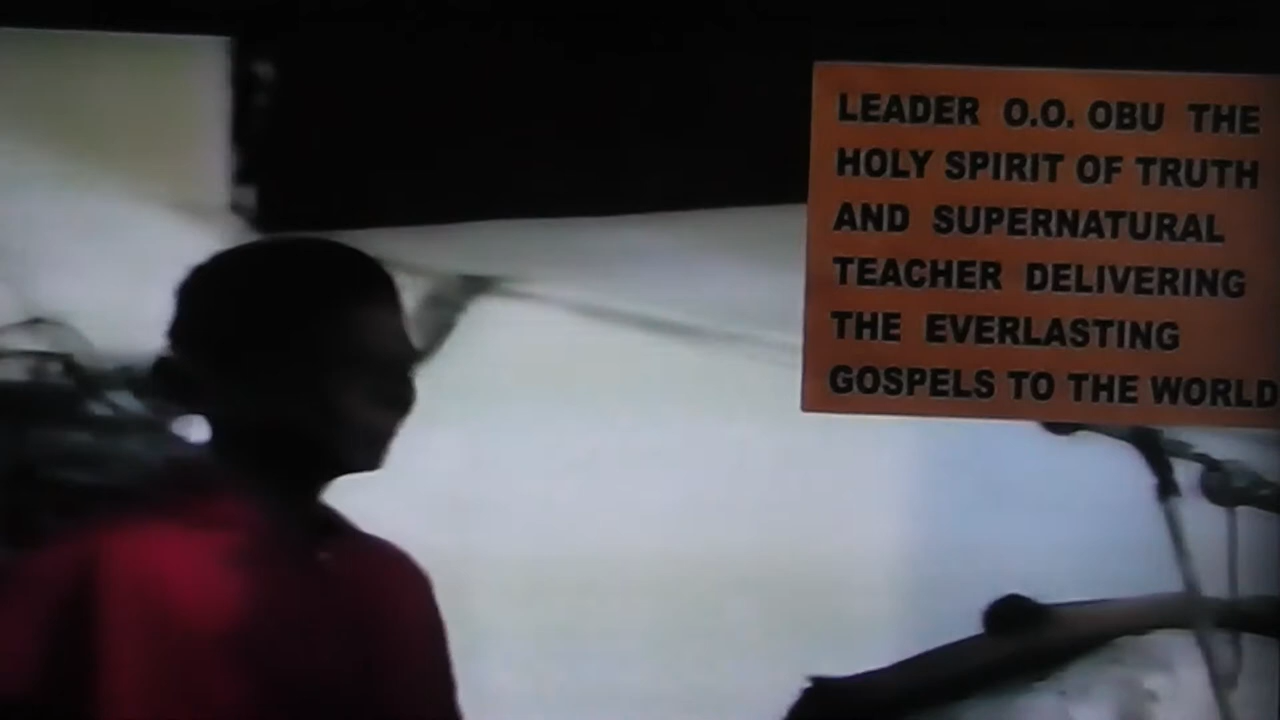 LEADER O.O. OBU THE
HOLY SPIRIT OF TRUTH
AND SUPERNATURAL
TEACHER DELIVERING
THE EVERLASTING
GOSPELS TO THE WORLD